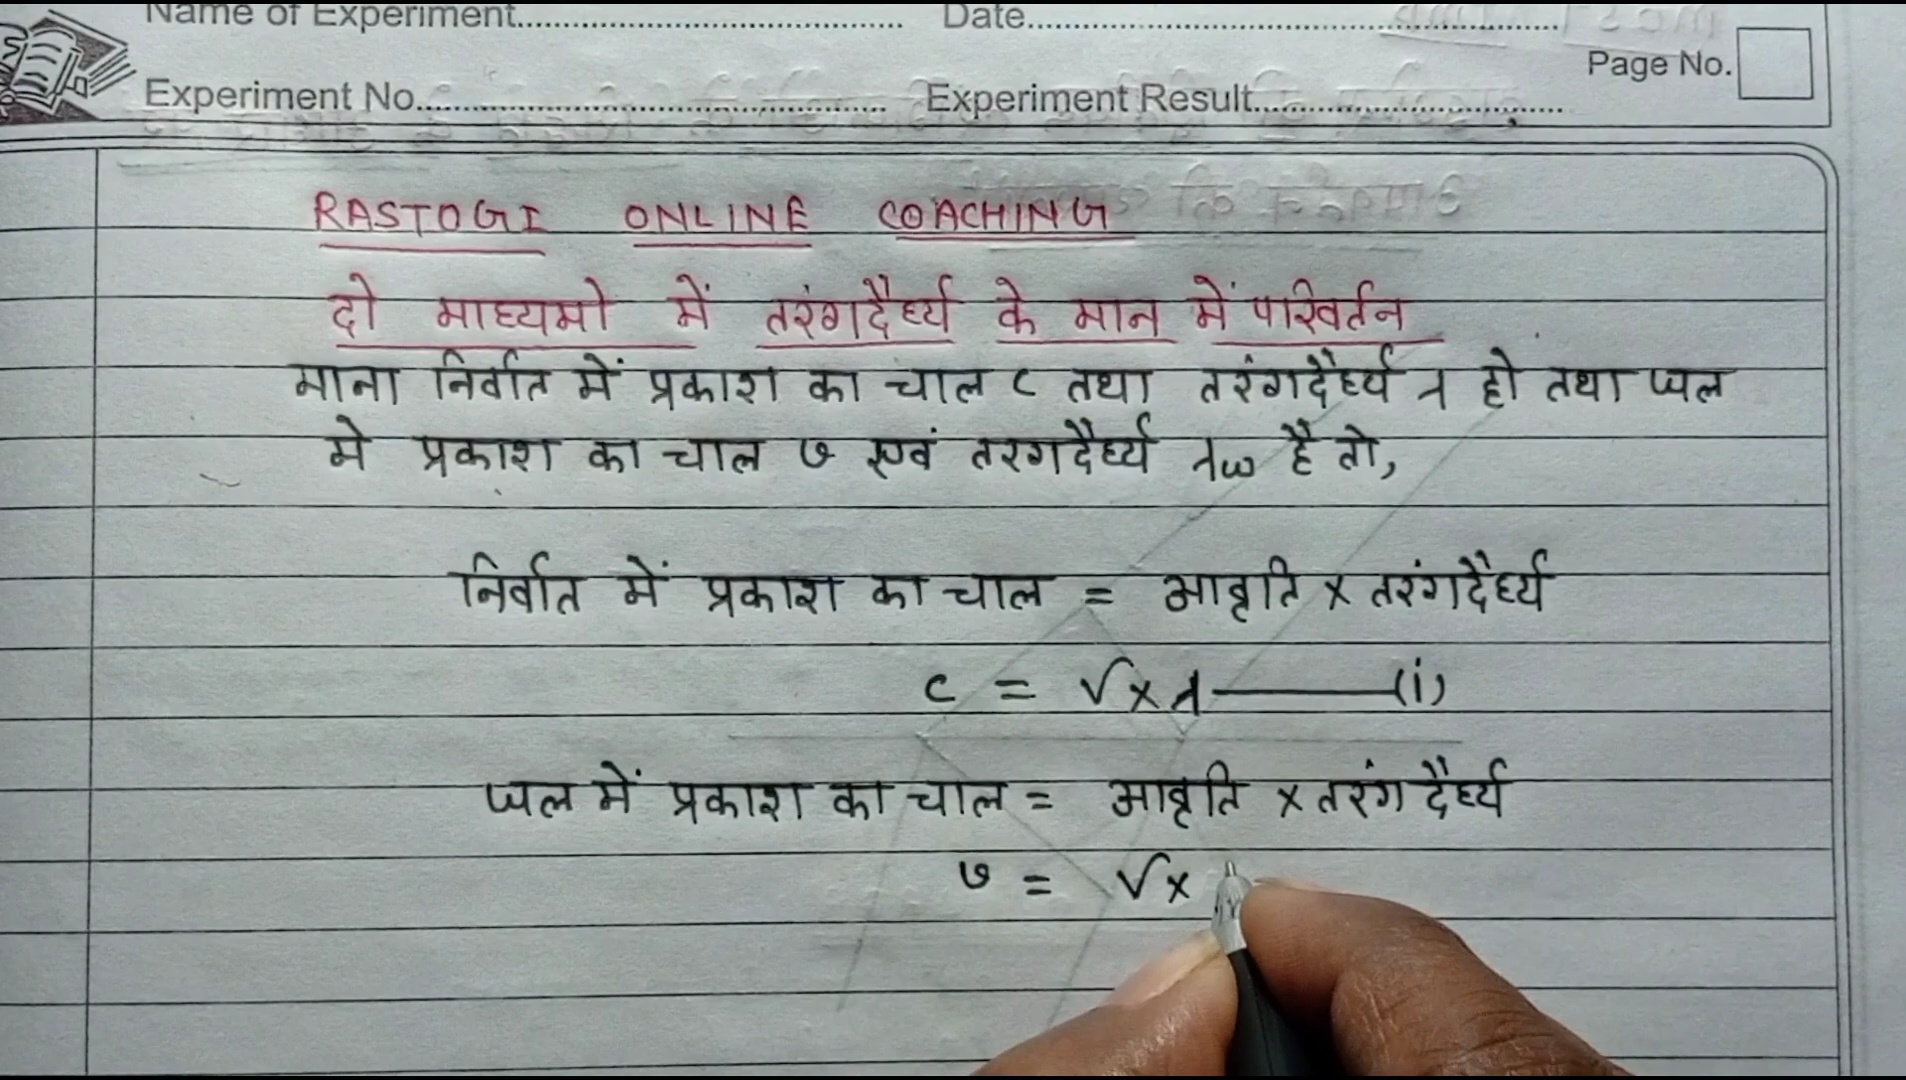 Name of Experiment............ Date............
Page No.
Experiment No............ Experiment Result............
RASTOGI ONLINE COACHING
दो माध्यमो में तरंगदैर्घ्य के मान में परिवर्तन
माना निर्वात में प्रकाश का चाल c तथा तरंगदैर्घ्य λ हो तथा जल
मे प्रकाश का चाल v एवं तरगदैर्घ्य λw है तो,
निर्वात में प्रकाश का चाल = आवृति × तरंगदैर्घ्य
c = ν × λ ——— (i)
जल में प्रकाश का चाल = आवृति × तरंगदैर्घ्य
v = ν ×